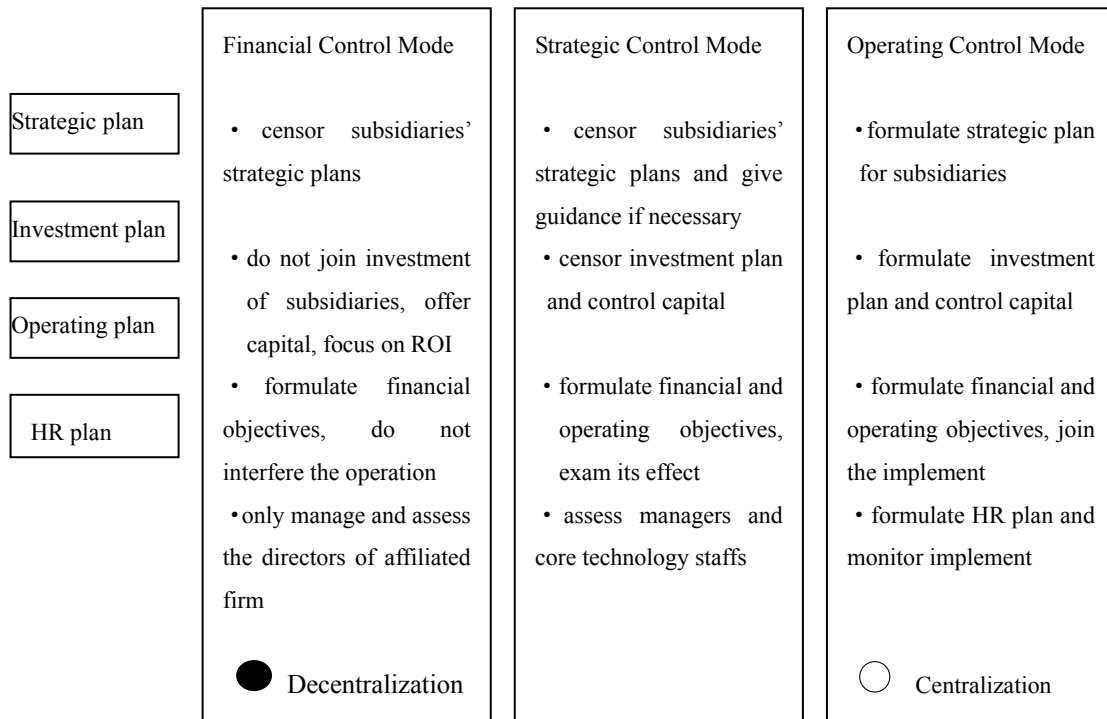 Strategic plan
Investment plan
Operating plan
HR plan
Financial Control Mode
• censor subsidiaries’
strategic plans
• do not join investment
of subsidiaries, offer
capital, focus on ROI
• formulate financial
objectives, do not
interfere the operation
•only manage and assess
the directors of affiliated
firm
Decentralization
Strategic Control Mode
• censor subsidiaries’
strategic plans and give
guidance if necessary
• censor investment plan
and control capital
• formulate financial and
operating objectives,
exam its effect
• assess managers and
core technology staffs
Operating Control Mode
• formulate strategic plan
for subsidiaries
• formulate investment
plan and control capital
• formulate financial and
operating objectives, join
the implement
• formulate HR plan and
monitor implement
Centralization